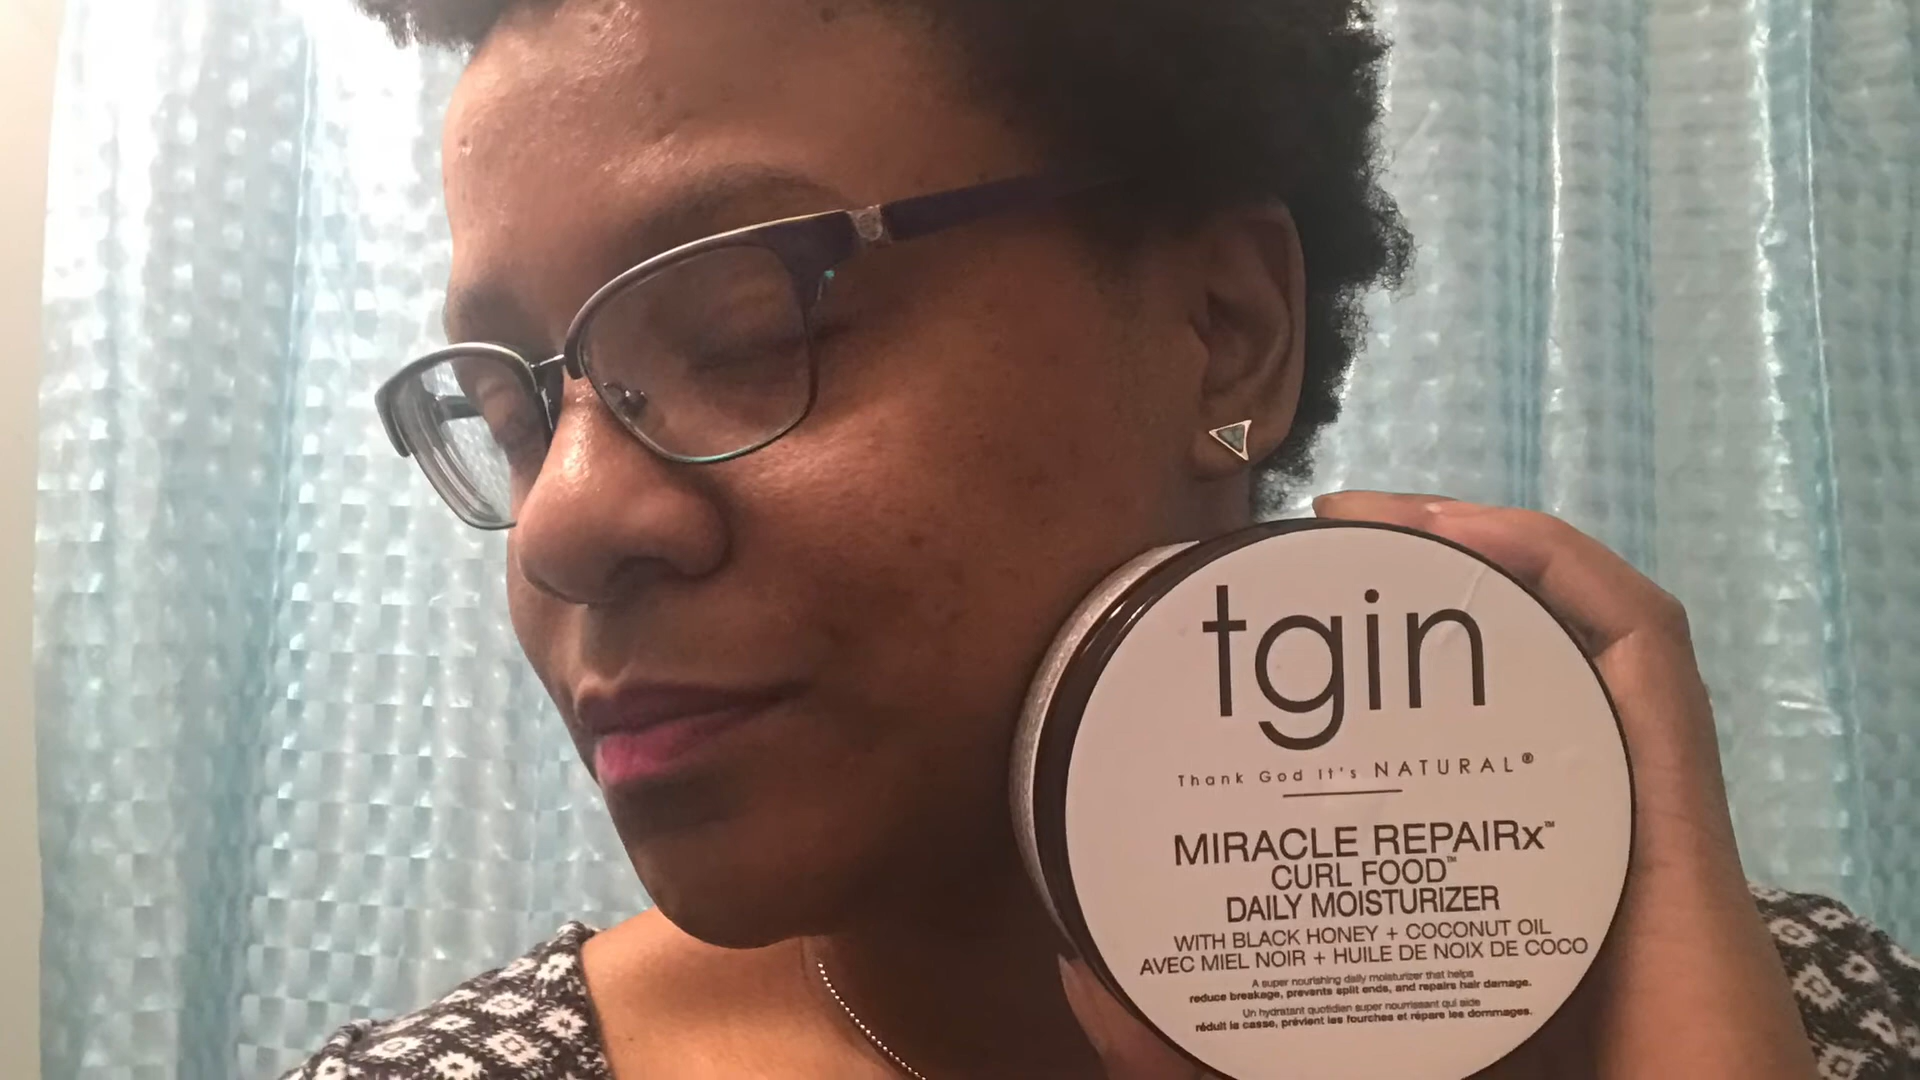 tgin
Thank God It's NATURAL®
MIRACLE REPAIRx™
CURL FOOD™
DAILY MOISTURIZER
WITH BLACK HONEY + COCONUT OIL
AVEC MIEL NOIR + HUILE DE NOIX DE COCO
A super nourishing daily moisturizer that helps
reduce breakage, prevents split ends, and repairs hair damage.
Un hydratant quotidien super nourrissant qui aide
réduit la casse, prévient les fourches et répare les dommages.